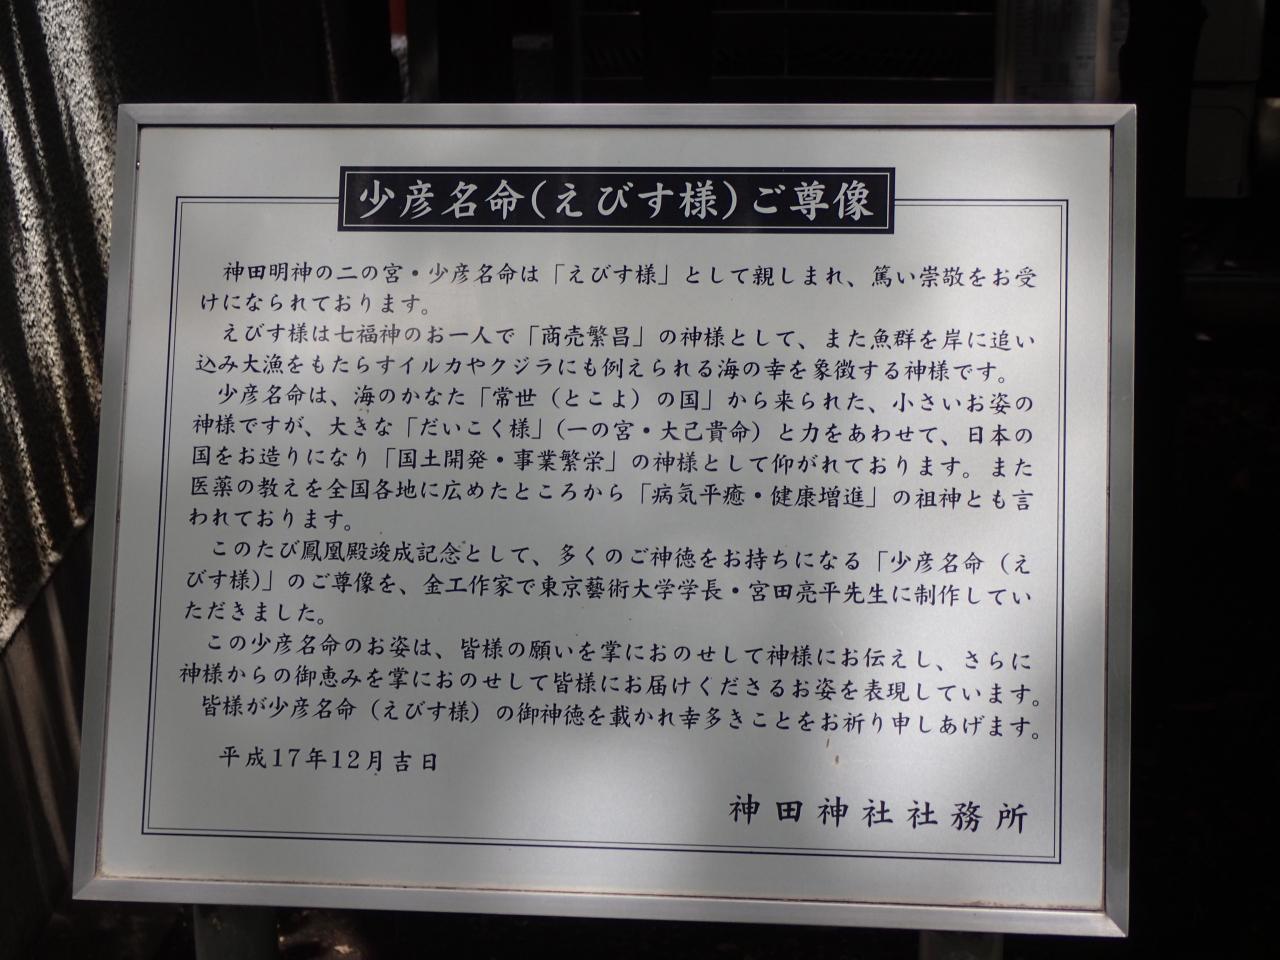 少彦名命(えびす様)ご尊像
神田明神の二の宮・少彦名命は「えびす様」として親しまれ、篤い崇敬をお受
けになられております。
えびす様は七福神のお一人で「商売繁昌」の神様として、また魚群を岸に追い
込み大漁をもたらすイルカやクジラにも例えられる海の幸を象徴する神様です。
少彦名命は、海のかなた「常世（とこよ）の国」から来られた、小さいお姿の
神様ですが、大きな「だいこく様」（一の宮・大己貴命）と力をあわせて、日本の
国をお造りになり「国土開発・事業繁栄」の神様として仰がれております。また
医薬の教えを全国各地に広めたところから「病気平癒・健康増進」の祖神とも言
われております。
このたび鳳凰殿竣成記念として、多くのご神徳をお持ちになる「少彦名命（え
びす様）」のご尊像を、金工作家で東京藝術大学学長・宮田亮平先生に制作してい
ただきました。
この少彦名命のお姿は、皆様の願いを掌におのせして神様にお伝えし、さらに
神様からの御恵みを掌におのせして皆様にお届けくださるお姿を表現しています。
皆様が少彦名命（えびす様）の御神徳を載かれ幸多きことをお祈り申しあげます。
平成17年12月吉日
神田神社社務所